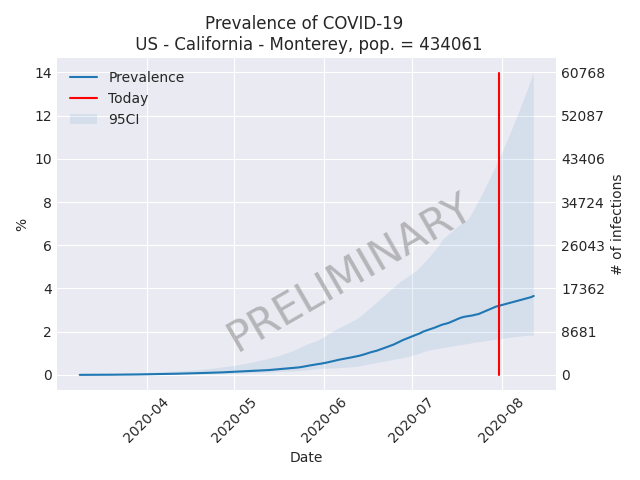 Prevalence of COVID-19
US - California - Monterey, pop. = 434061
Prevalence
Today
95CI
14
12
10
8
6
4
2
0
60768
52087
43406
34724
26043
17362
8681
0
%
# of infections
PRELIMINARY
2020-04
2020-05
2020-06
2020-07
2020-08
Date